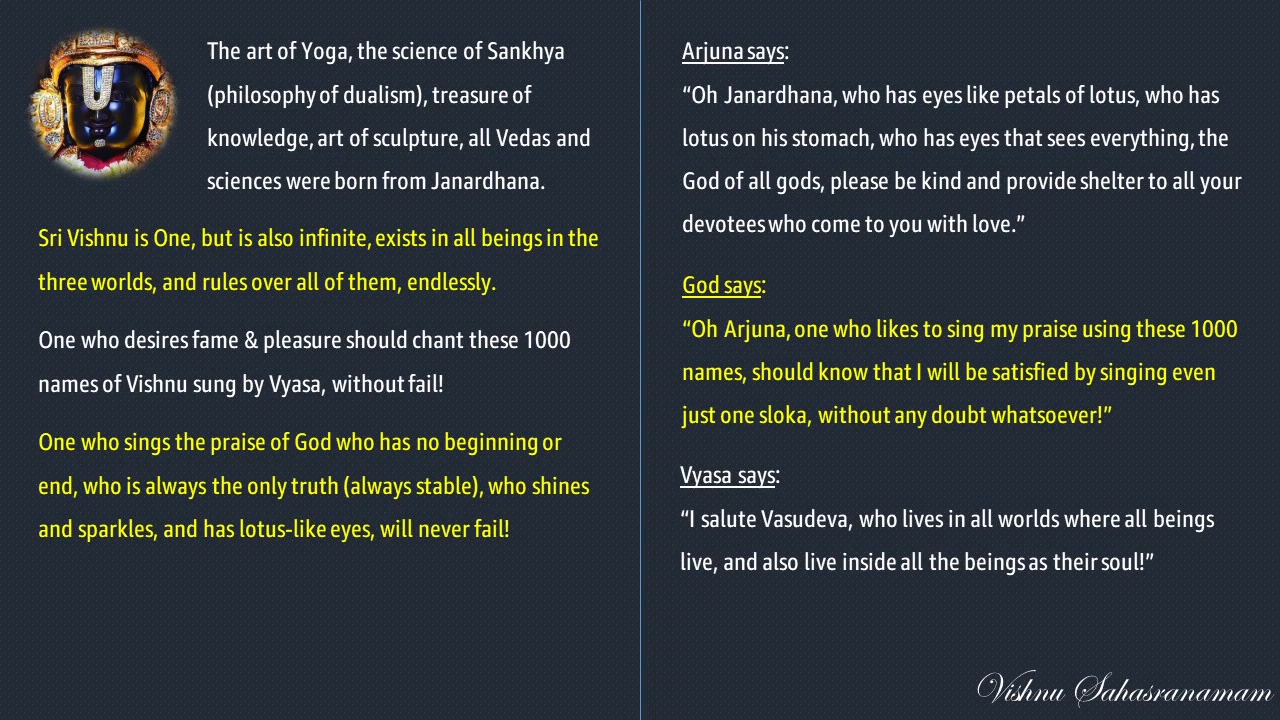 The art of Yoga, the science of Sankhya
(philosophy of dualism), treasure of
knowledge, art of sculpture, all Vedas and
sciences were born from Janardhana.
Sri Vishnu is One, but is also infinite, exists in all beings in the
three worlds, and rules over all of them, endlessly.
One who desires fame & pleasure should chant these 1000
names of Vishnu sung by Vyasa, without fail!
One who sings the praise of God who has no beginning or
end, who is always the only truth (always stable), who shines
and sparkles, and has lotus-like eyes, will never fail!
Arjuna says:
“Oh Janardhana, who has eyes like petals of lotus, who has
lotus on his stomach, who has eyes that sees everything, the
God of all gods, please be kind and provide shelter to all your
devotees who come to you with love.”
God says:
“Oh Arjuna, one who likes to sing my praise using these 1000
names, should know that I will be satisfied by singing even
just one sloka, without any doubt whatsoever!”
Vyasa says:
“I salute Vasudeva, who lives in all worlds where all beings
live, and also live inside all the beings as their soul!”
Vishnu Sahasranamam